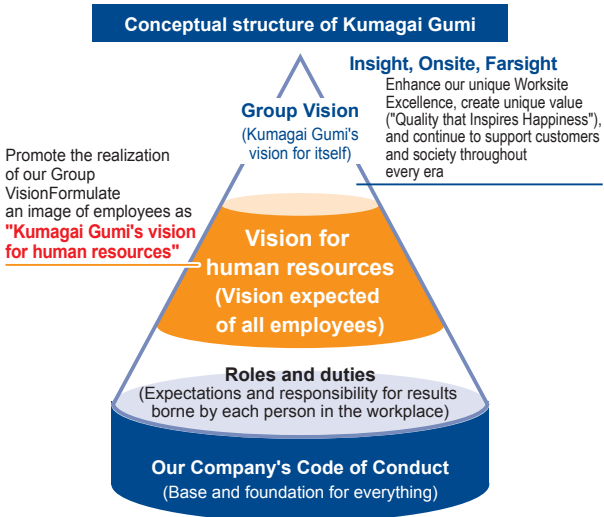 Conceptual structure of Kumagai Gumi
Insight, Onsite, Farsight
Enhance our unique Worksite
Excellence, create unique value
("Quality that Inspires Happiness"),
and continue to support customers
and society throughout
every era
Group Vision
(Kumagai Gumi's
vision for itself)
Promote the realization
of our Group
VisionFormulate
an image of employees as
"Kumagai Gumi's vision
for human resources"
Vision for
human resources
(Vision expected
of all employees)
Roles and duties
(Expectations and responsibility for results
borne by each person in the workplace)
Our Company's Code of Conduct
(Base and foundation for everything)